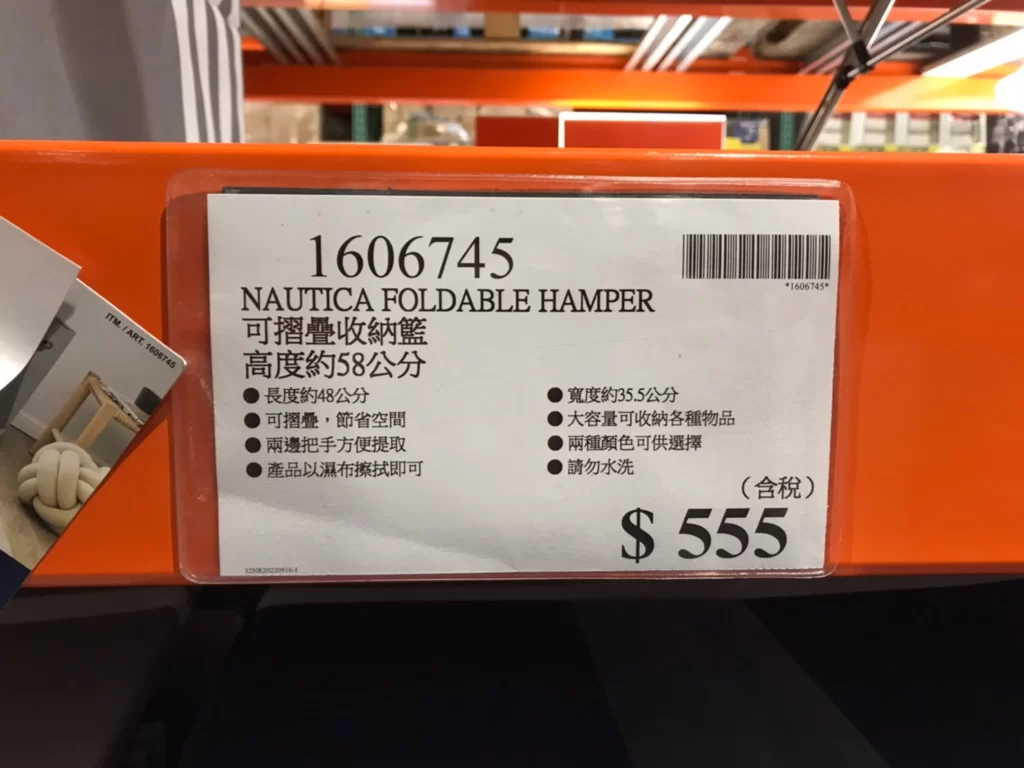 1606745
*1606745*
NAUTICA FOLDABLE HAMPER
可摺疊收納籃
高度約58公分
● 長度約48公分
● 可摺疊，節省空間
● 兩邊把手方便提取
● 產品以濕布擦拭即可
● 寬度約35.5公分
● 大容量可收納各種物品
● 兩種顏色可供選擇
● 請勿水洗
（含稅）
$ 555
ITM. / ART. 1606745